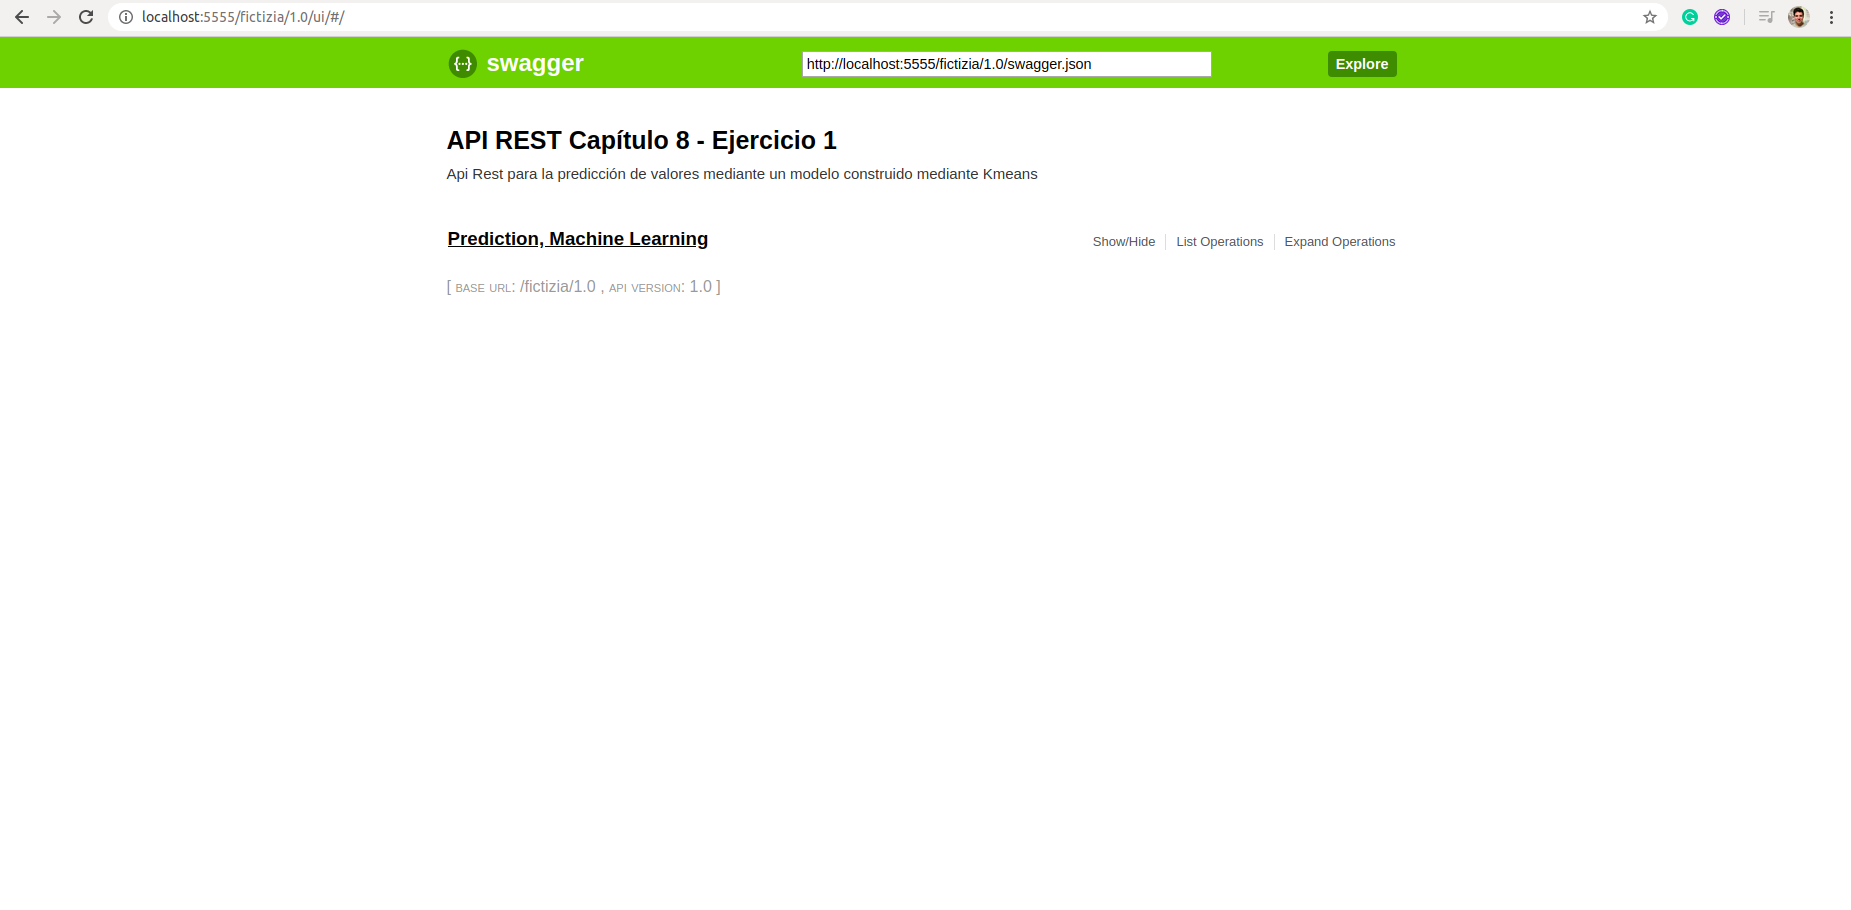 localhost:5555/fictizia/1.0/ui/#/
swagger
http://localhost:5555/fictizia/1.0/swagger.json
Explore
API REST Capítulo 8 - Ejercicio 1
Api Rest para la predicción de valores mediante un modelo construido mediante Kmeans
Prediction, Machine Learning
Show/Hide
List Operations
Expand Operations
[ BASE URL: /fictizia/1.0 , API VERSION: 1.0 ]